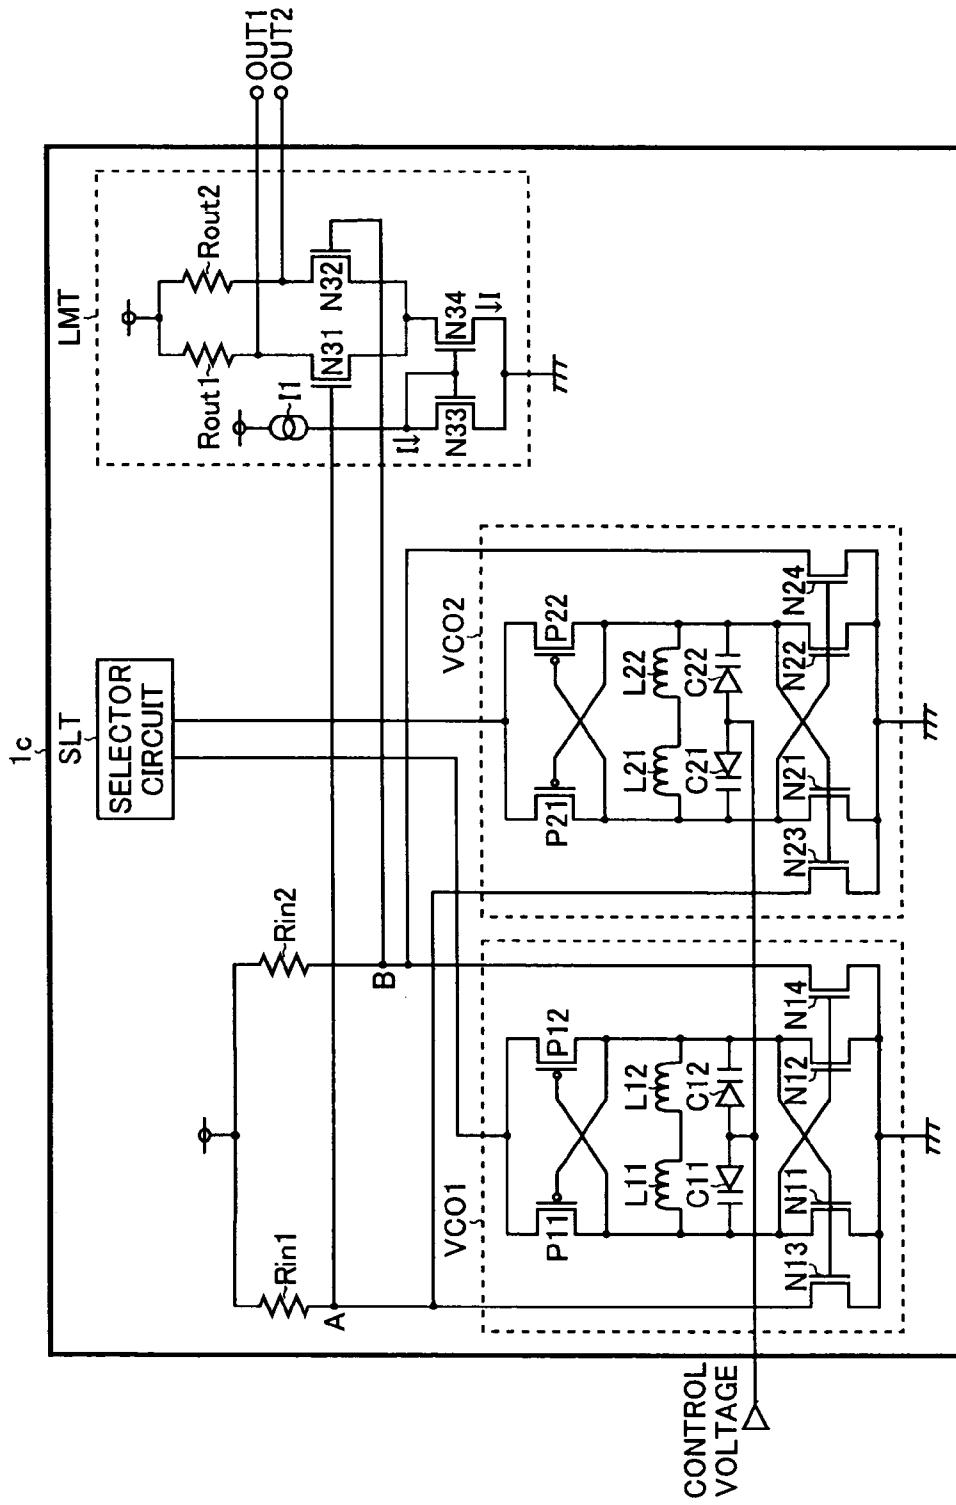 1c
SLT
SELECTOR
CIRCUIT
LMT
Rout1
Rout2
I1
I
I
N31
N32
N33
N34
OUT1
OUT2
Rin1
Rin2
A
B
VCO1
P11
P12
L11
L12
C11
C12
N13
N11
N12
N14
VCO2
P21
P22
L21
L22
C21
C22
N23
N21
N22
N24
CONTROL
VOLTAGE